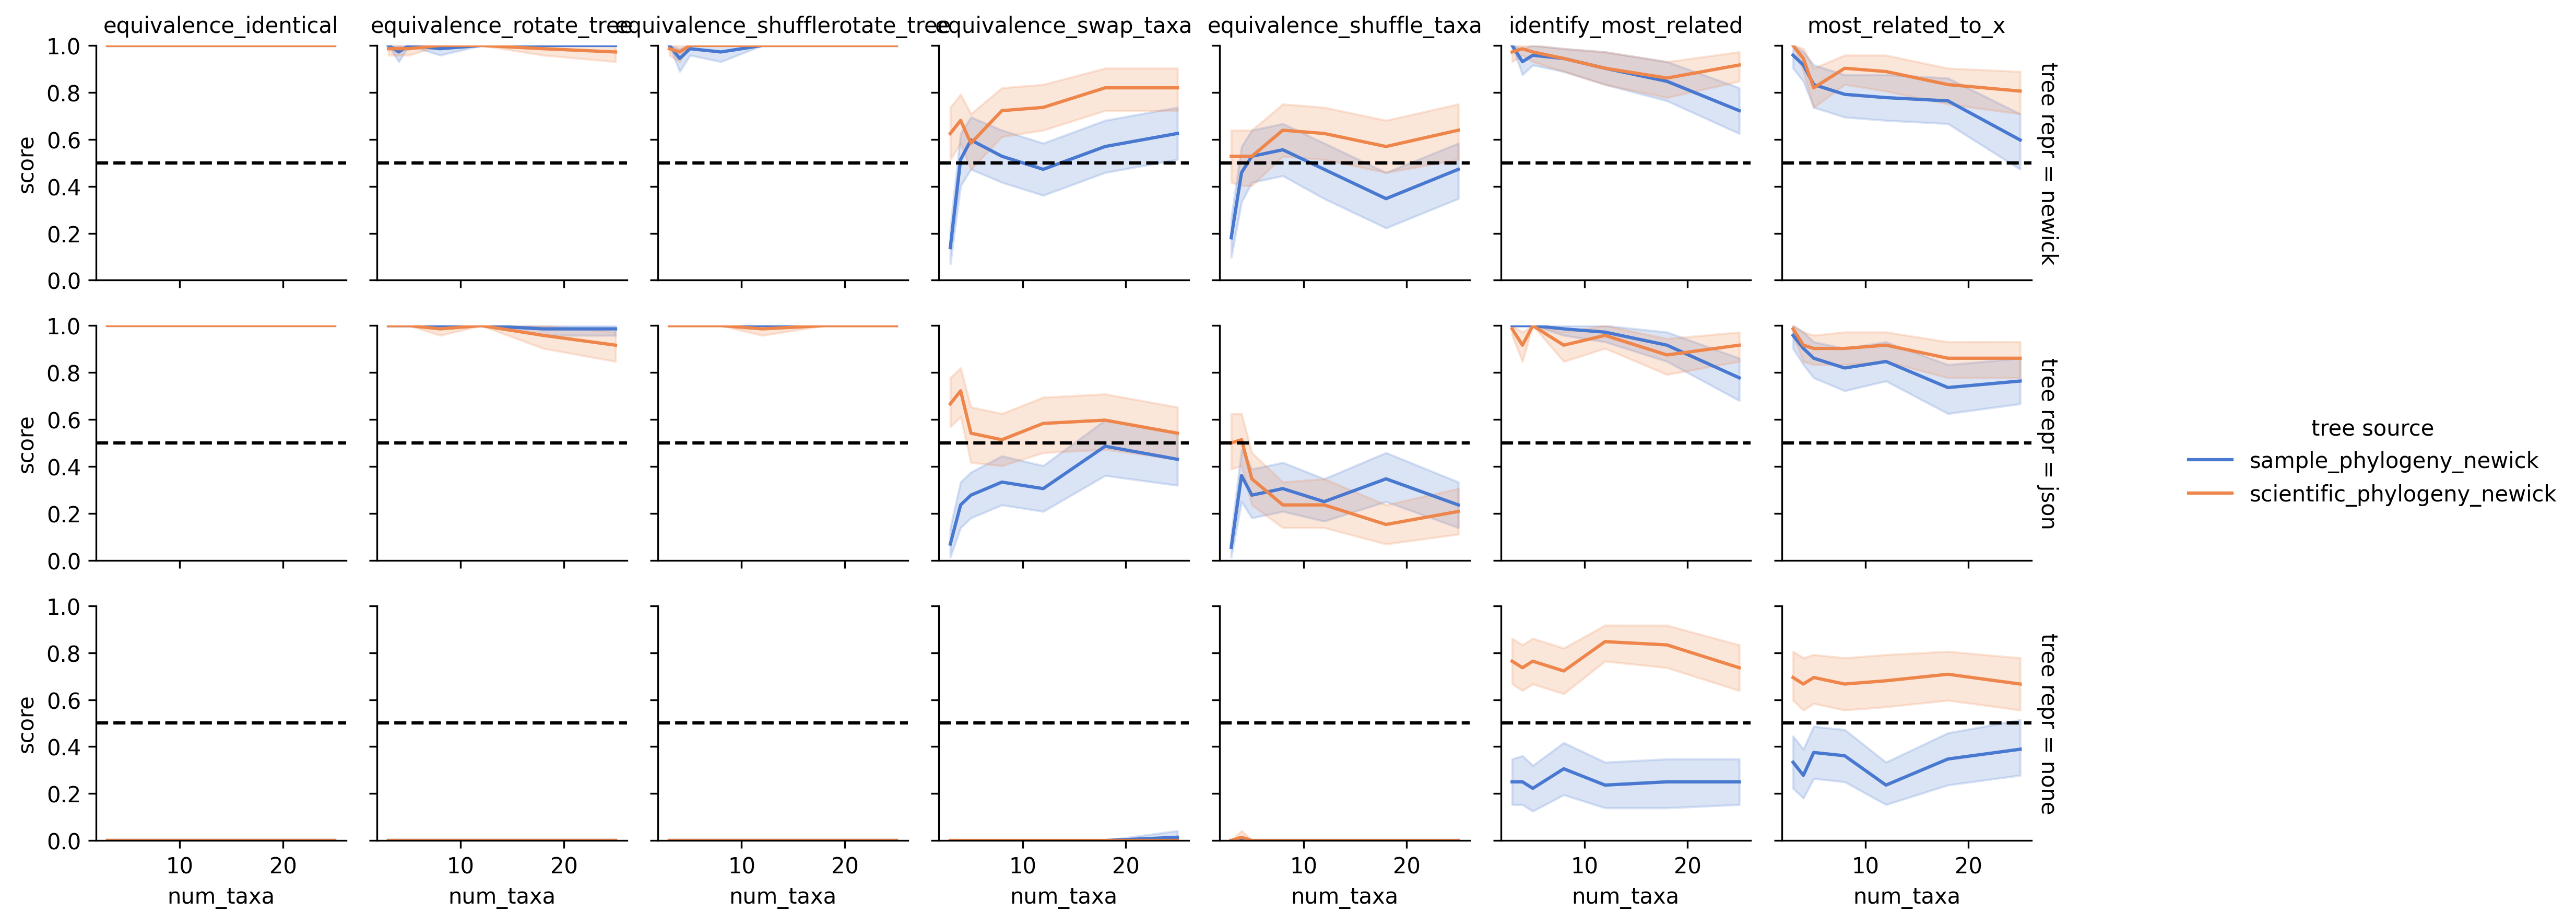 equivalence_identical
equivalence_rotate_tree
equivalence_shufflerotate_tree
equivalence_swap_taxa
equivalence_shuffle_taxa
identify_most_related
most_related_to_x
1.0
0.8
0.6
0.4
0.2
0.0
score
tree repr = newick
1.0
0.8
0.6
0.4
0.2
0.0
score
tree repr = json
tree source
sample_phylogeny_newick
scientific_phylogeny_newick
1.0
0.8
0.6
0.4
0.2
0.0
score
tree repr = none
10 20
10 20
10 20
10 20
10 20
10 20
10 20
num_taxa
num_taxa
num_taxa
num_taxa
num_taxa
num_taxa
num_taxa